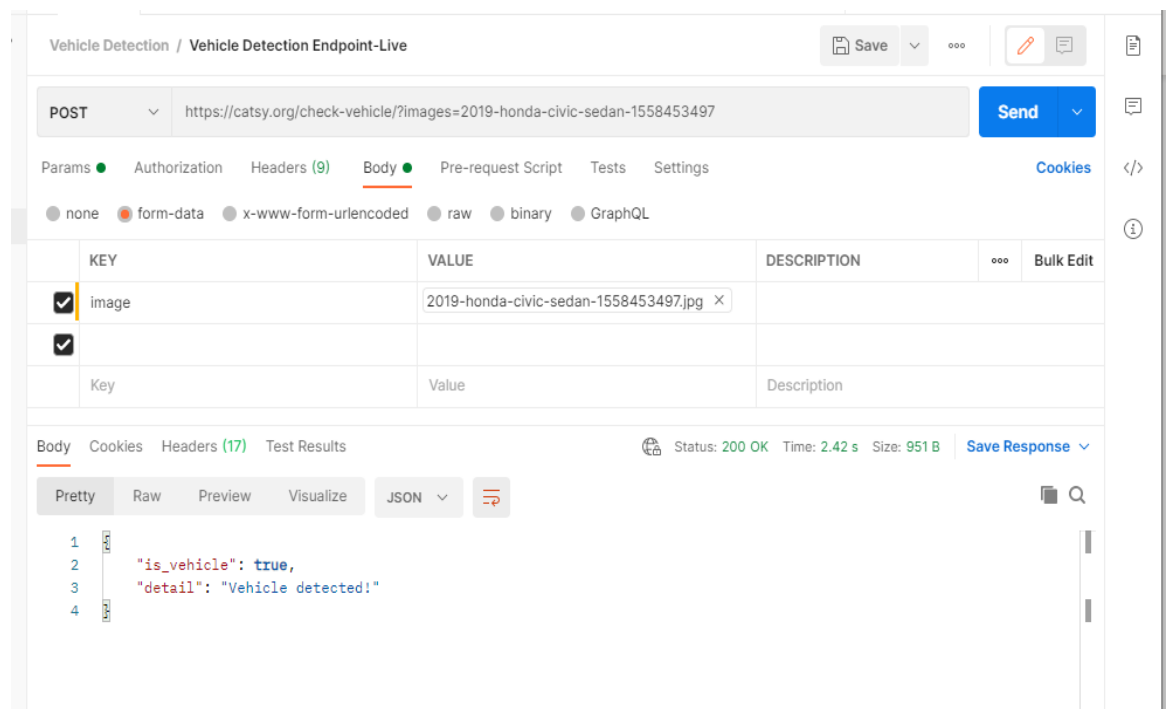 Vehicle Detection / Vehicle Detection Endpoint-Live Save
POST https://catsy.org/check-vehicle/?images=2019-honda-civic-sedan-1558453497 Send
Params Authorization Headers (9) Body Pre-request Script Tests Settings Cookies
none form-data x-www-form-urlencoded raw binary GraphQL
KEY VALUE DESCRIPTION Bulk Edit
image 2019-honda-civic-sedan-1558453497.jpg
Key Value Description
Body Cookies Headers (17) Test Results Status: 200 OK Time: 2.42 s Size: 951 B Save Response
Pretty Raw Preview Visualize JSON
1 {
2 "is_vehicle": true,
3 "detail": "Vehicle detected!"
4 }